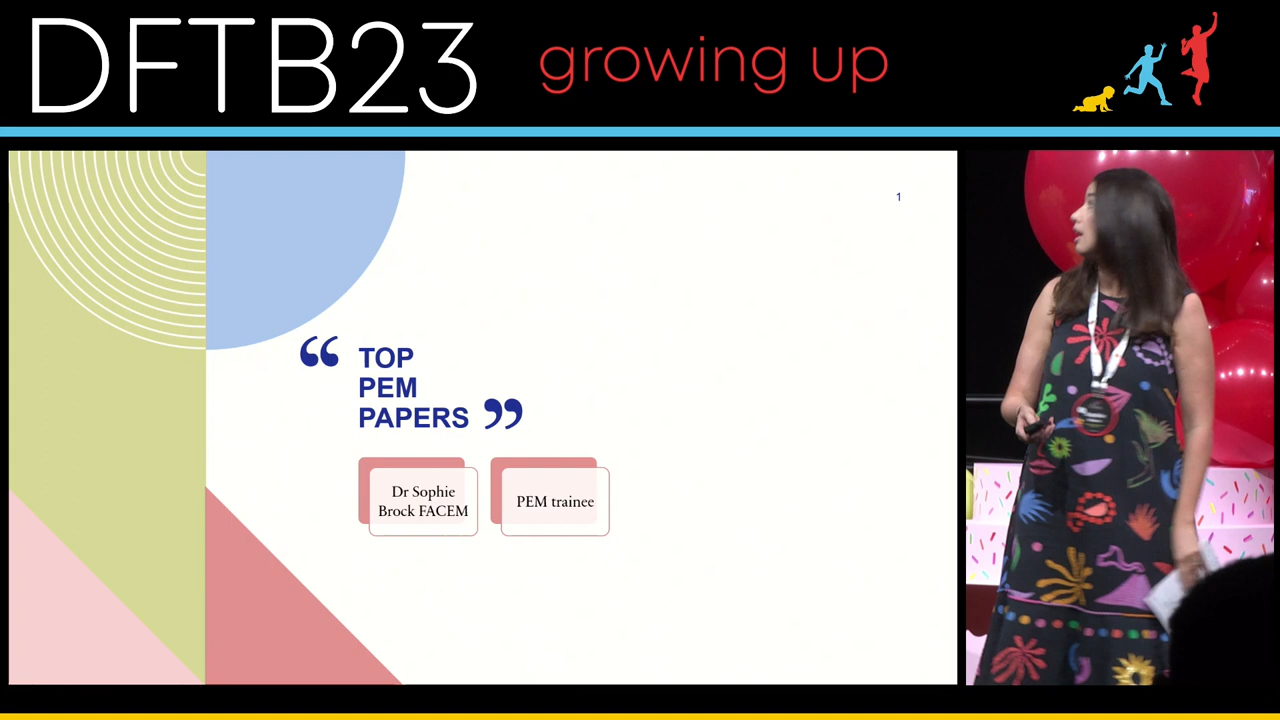 DFTB23
growing up
1
“ TOP
PEM
PAPERS ”
Dr Sophie
Brock FACEM
PEM trainee